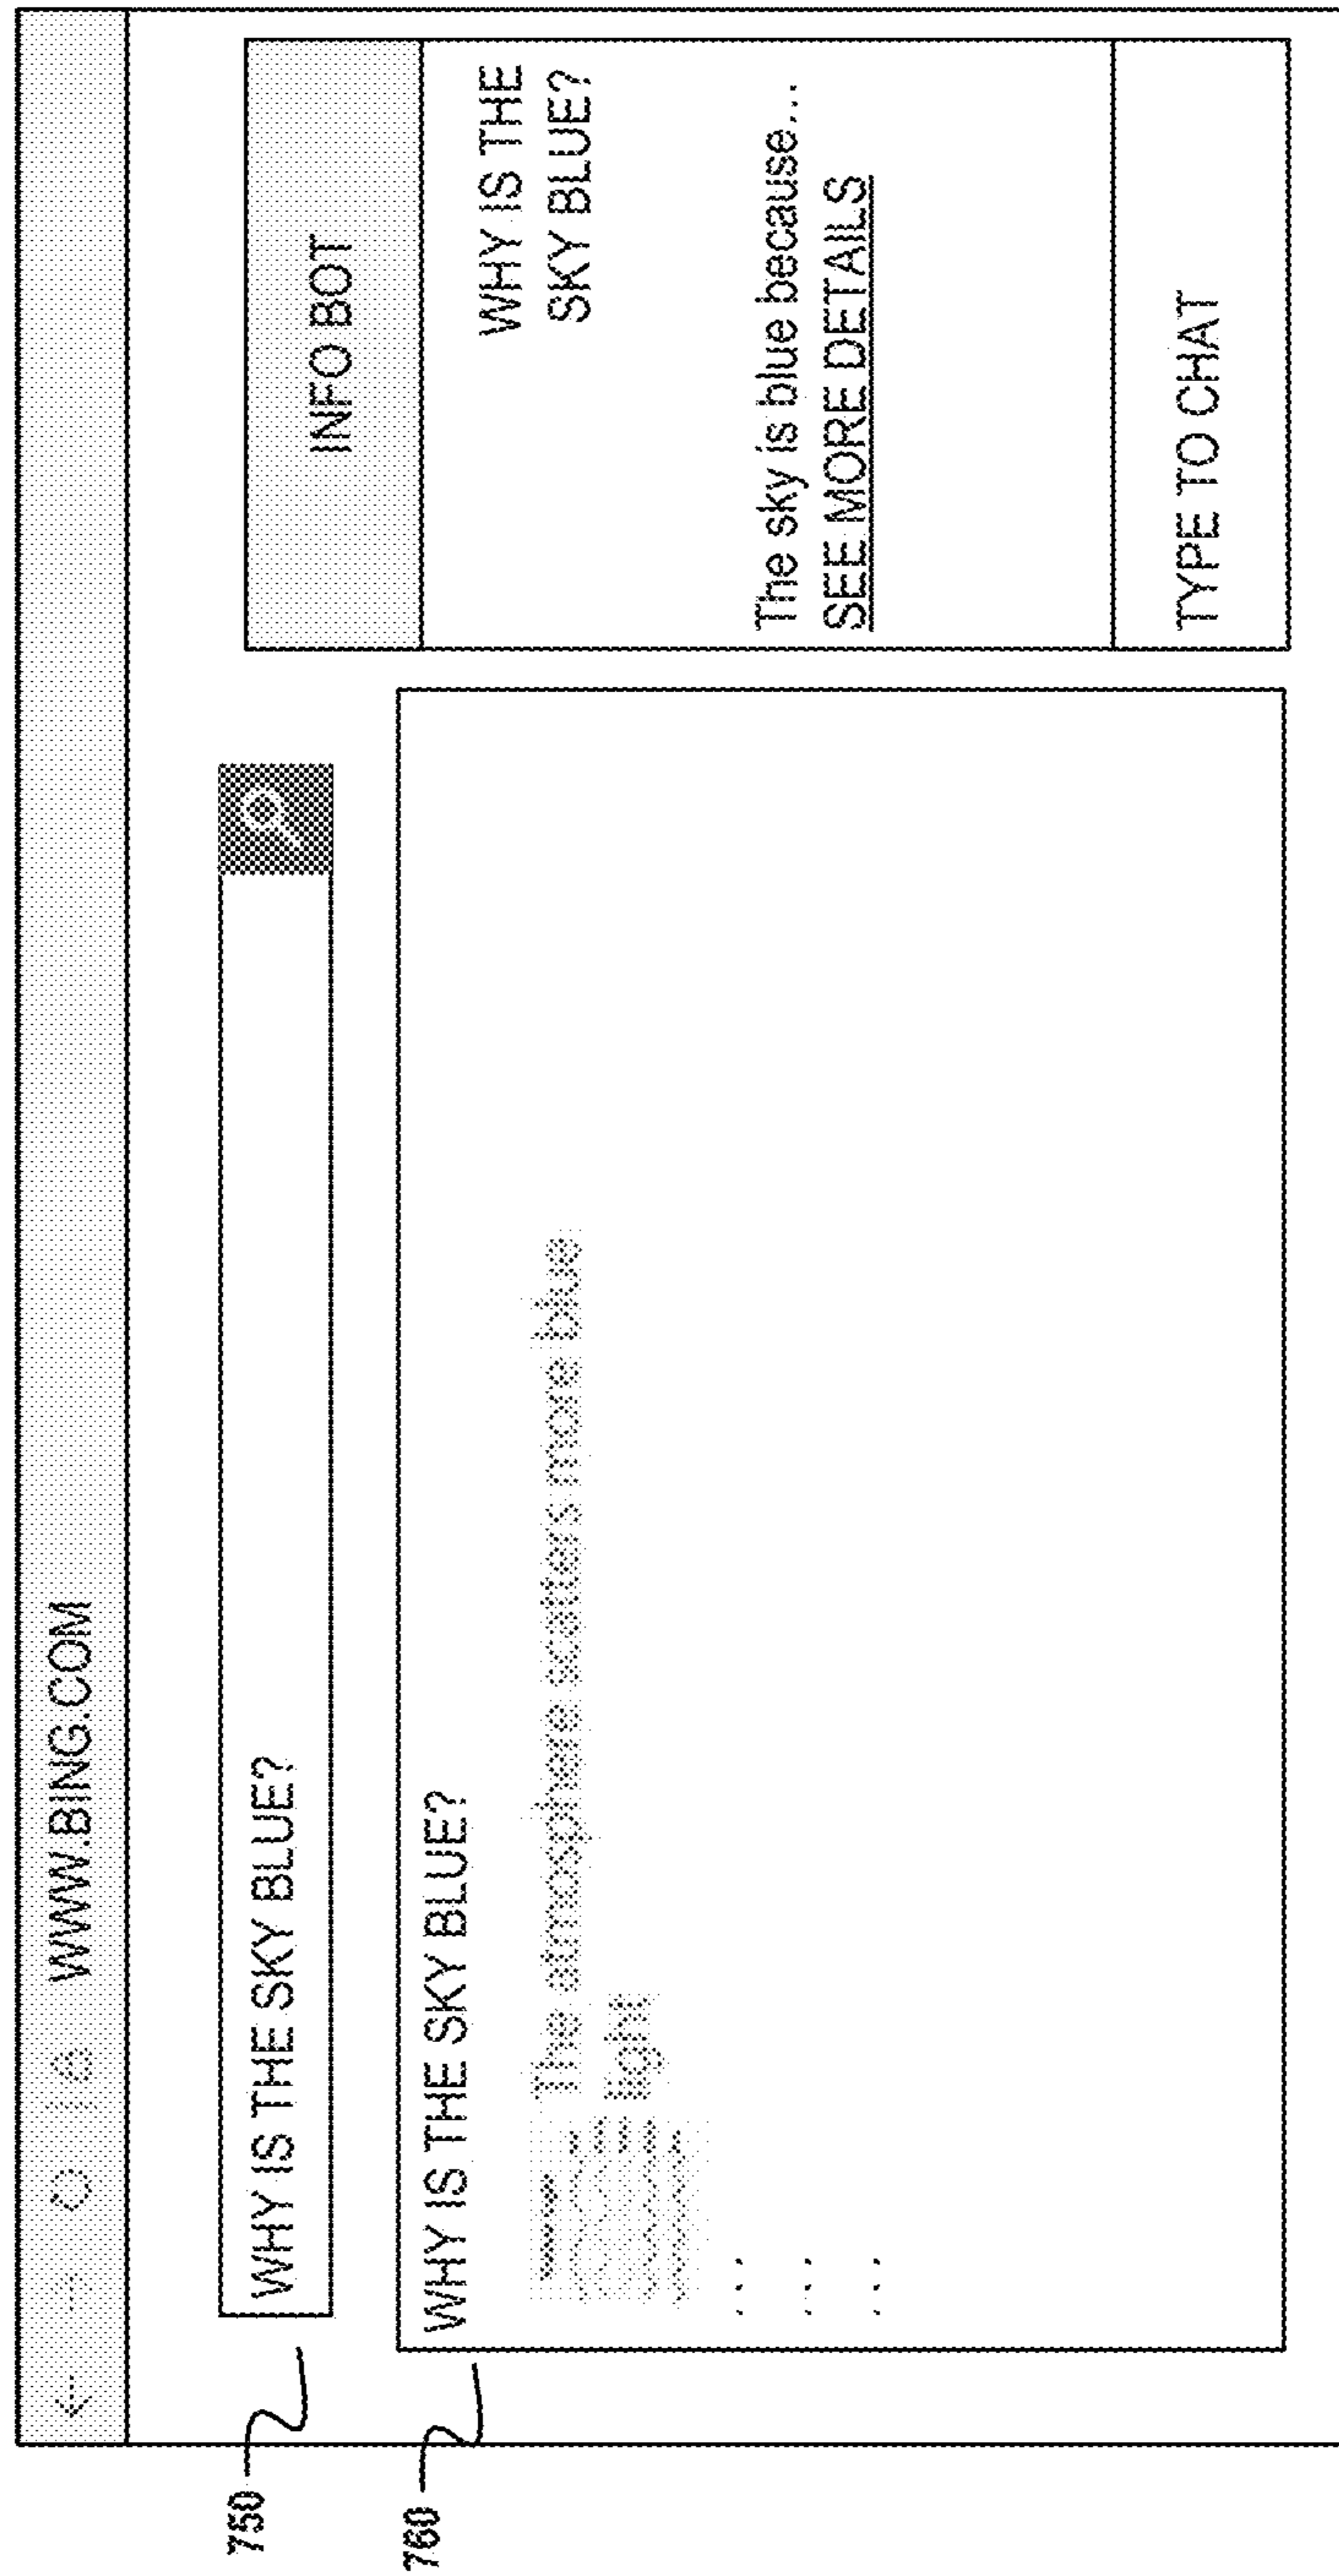 WWW.BING.COM
750
WHY IS THE SKY BLUE?
760
WHY IS THE SKY BLUE?
The atmosphere scatters more blue
light
INFO BOT
WHY IS THE
SKY BLUE?
The sky is blue because...
SEE MORE DETAILS
TYPE TO CHAT